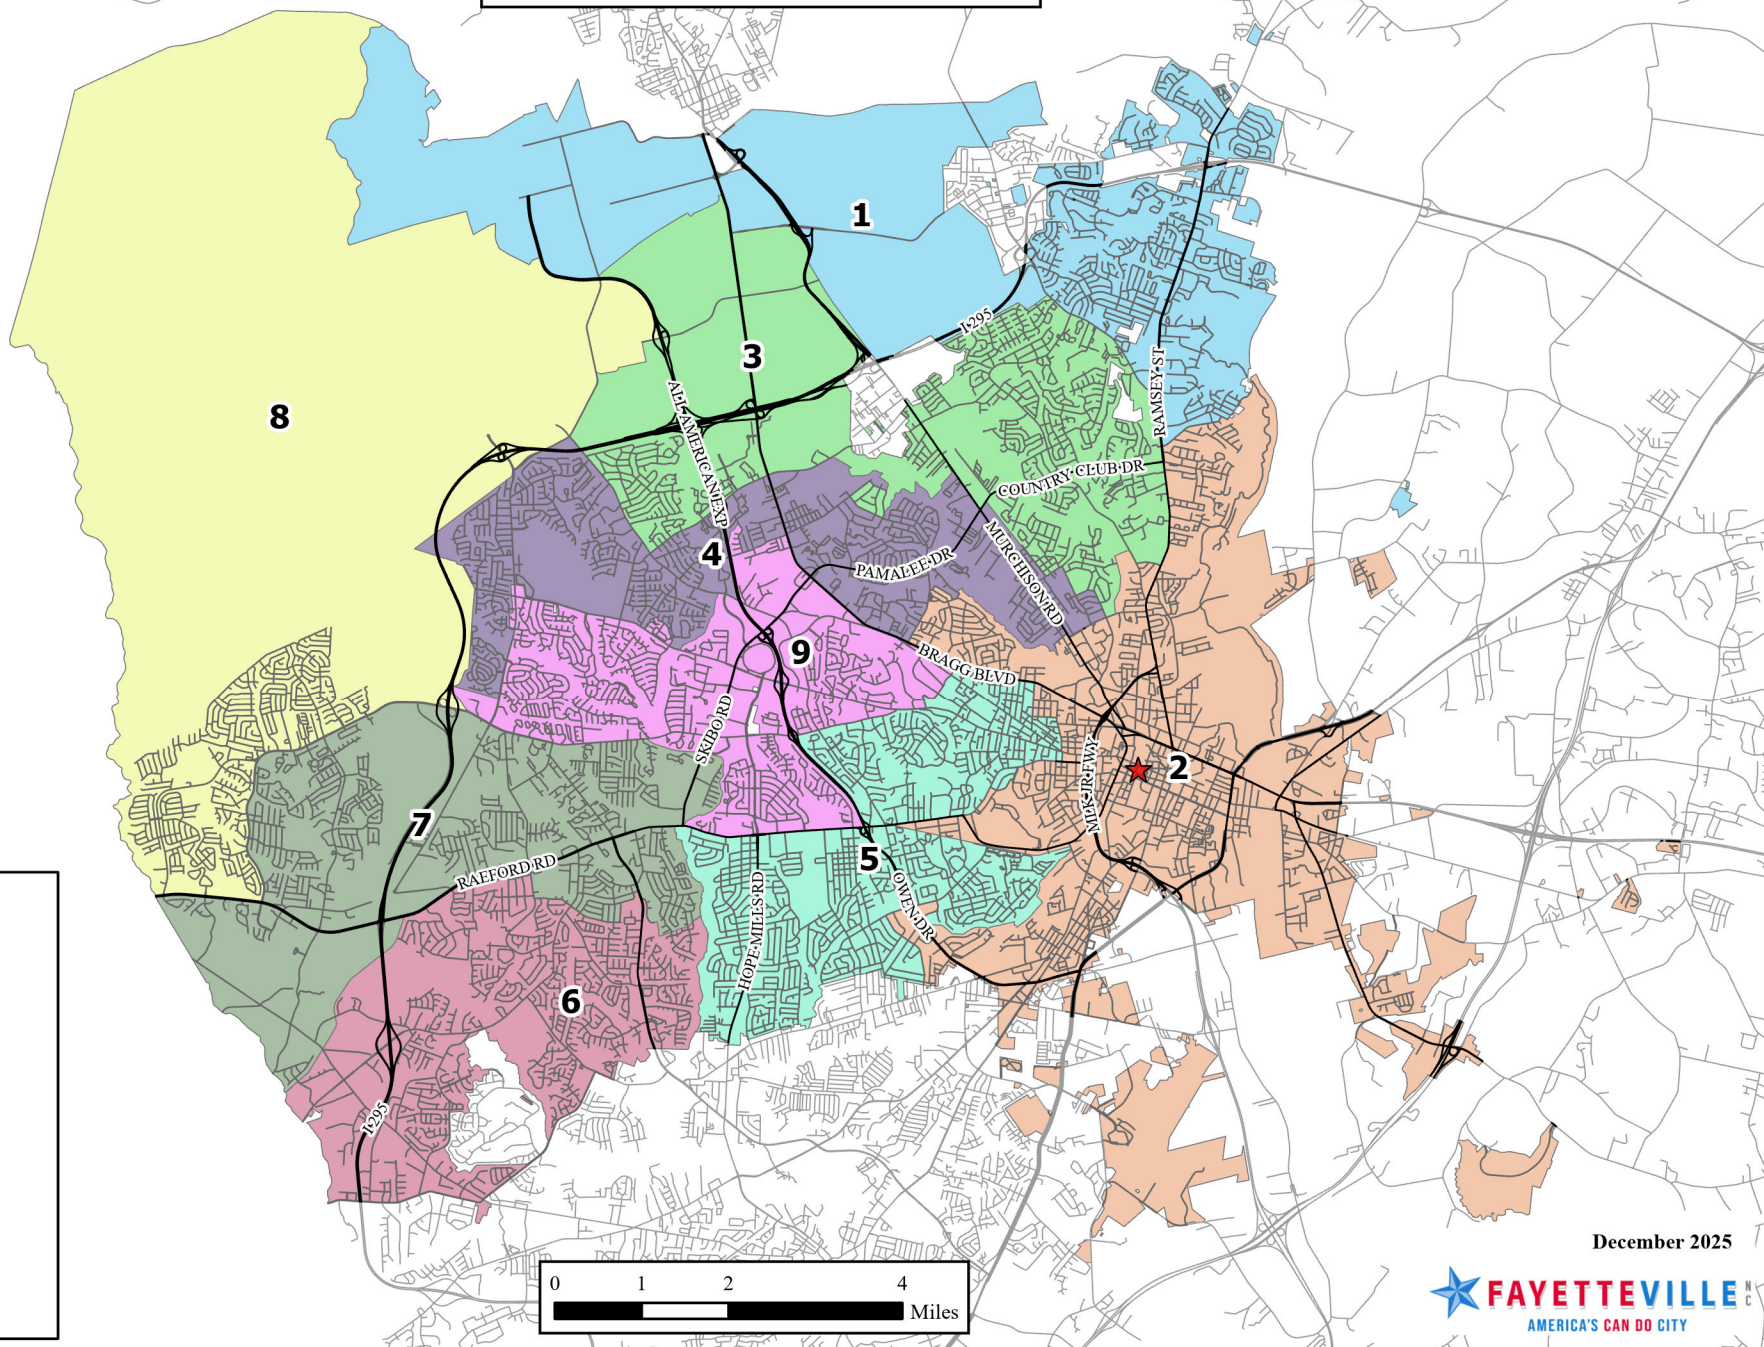 1
I-295
3
RAMSEY ST
8
ALL AMERICAN EXP
COUNTRY CLUB DR
4
PAMALEE DR
MURCHISON RD
9
BRAGG BLVD
SKIBO RD
MLK JR FWY
2
7
5
RAEFORD RD
OWEN DR
HOPE MILLS RD
6
I-295
December 2025
0 1 2 4
Miles
FAYETTEVILLE NC
AMERICA'S CAN DO CITY